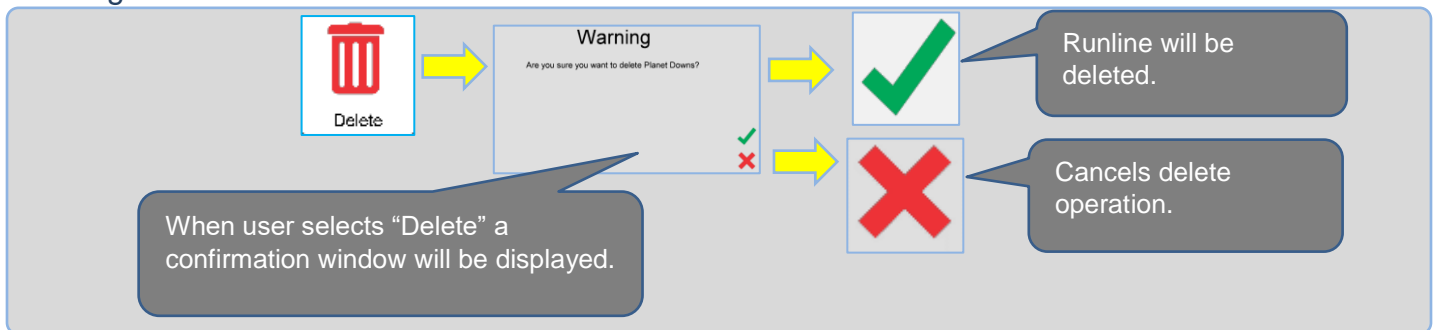 Warning
Are you sure you want to delete Planet Downs?
Delete
Runline will be
deleted.
Cancels delete
operation.
When user selects “Delete” a
confirmation window will be displayed.